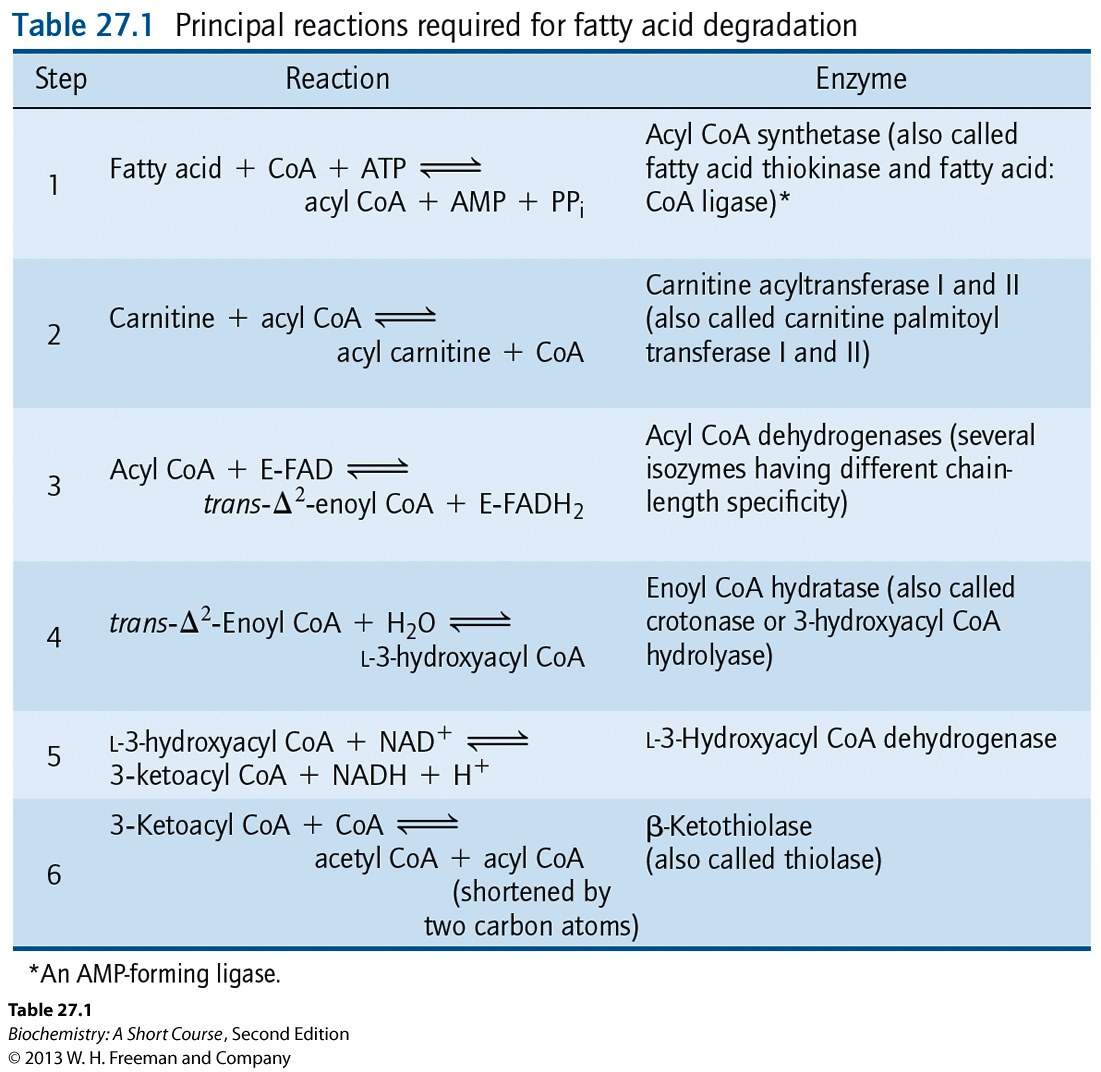 Table 27.1 Principal reactions required for fatty acid degradation
Step Reaction Enzyme
1
Fatty acid + CoA + ATP ⇌
acyl CoA + AMP + PPᵢ
Acyl CoA synthetase (also called
fatty acid thiokinase and fatty acid:
CoA ligase)*
2
Carnitine + acyl CoA ⇌
acyl carnitine + CoA
Carnitine acyltransferase I and II
(also called carnitine palmitoyl
transferase I and II)
3
Acyl CoA + E-FAD ⇌
trans-Δ²-enoyl CoA + E-FADH₂
Acyl CoA dehydrogenases (several
isozymes having different chain-
length specificity)
4
trans-Δ²-Enoyl CoA + H₂O ⇌
L-3-hydroxyacyl CoA
Enoyl CoA hydratase (also called
crotonase or 3-hydroxyacyl CoA
hydrolyase)
5
L-3-hydroxyacyl CoA + NAD⁺ ⇌
3-ketoacyl CoA + NADH + H⁺
L-3-Hydroxyacyl CoA dehydrogenase
6
3-Ketoacyl CoA + CoA ⇌
acetyl CoA + acyl CoA
(shortened by
two carbon atoms)
β-Ketothiolase
(also called thiolase)
*An AMP-forming ligase.
Table 27.1
Biochemistry: A Short Course, Second Edition
© 2013 W. H. Freeman and Company